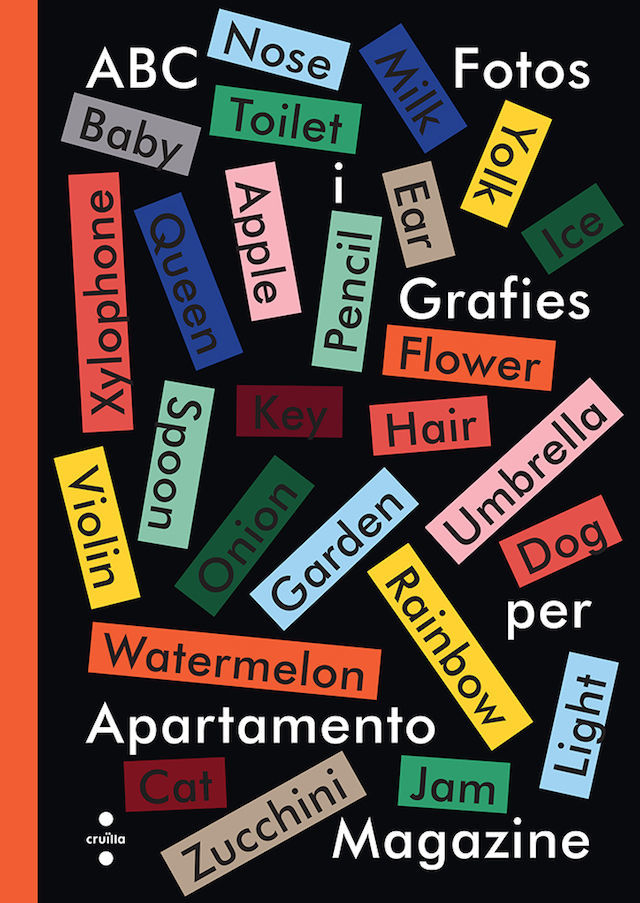 ABC
Nose
Milk
Fotos
Baby
Toilet
Yolk
i
Ear
Ice
Xylophone
Queen
Apple
Pencil
Grafies
Flower
Spoon
Key
Hair
Umbrella
Violin
Onion
Garden
Dog
Rainbow
per
Watermelon
Light
Apartamento
Cat
Zucchini
Jam
cruïlla
Magazine